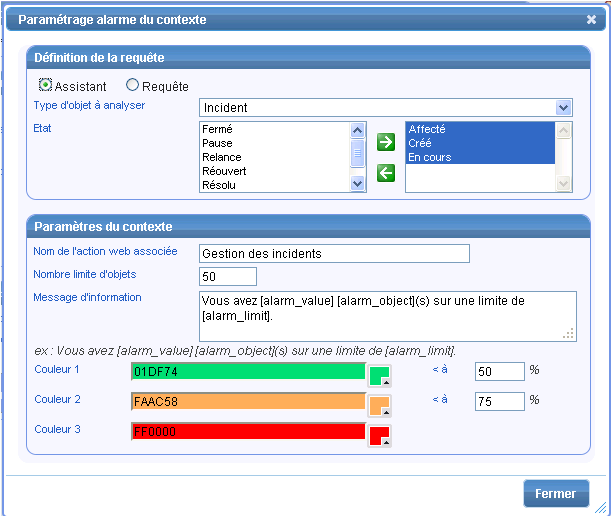 Paramétrage alarme du contexte
Définition de la requête
Assistant Requête
Type d'objet à analyser Incident
Etat
Fermé
Pause
Relance
Réouvert
Résolu
Affecté
Créé
En cours
Paramètres du contexte
Nom de l'action web associée Gestion des incidents
Nombre limite d'objets 50
Message d'information Vous avez [alarm_value] [alarm_object](s) sur une limite de
[alarm_limit].
ex : Vous avez [alarm_value] [alarm_object](s) sur une limite de [alarm_limit].
Couleur 1 01DF74 < à 50 %
Couleur 2 FAAC58 < à 75 %
Couleur 3 FF0000
Fermer